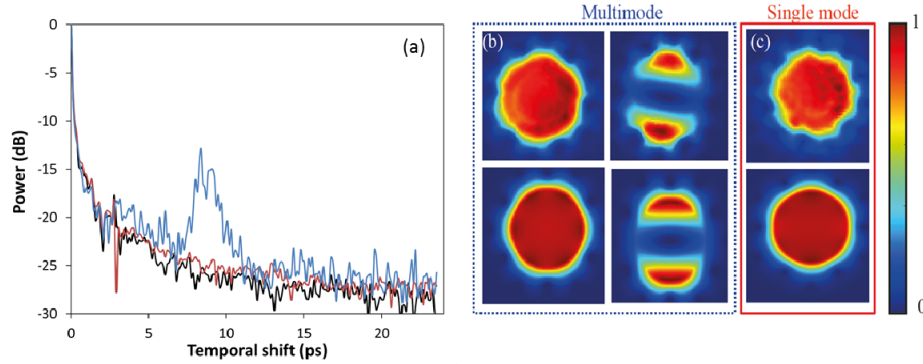 Multimode
Single mode
(a)
(b)
(c)
1
0
0
-5
-10
-15
-20
-25
-30
0
5
10
15
20
Power (dB)
Temporal shift (ps)